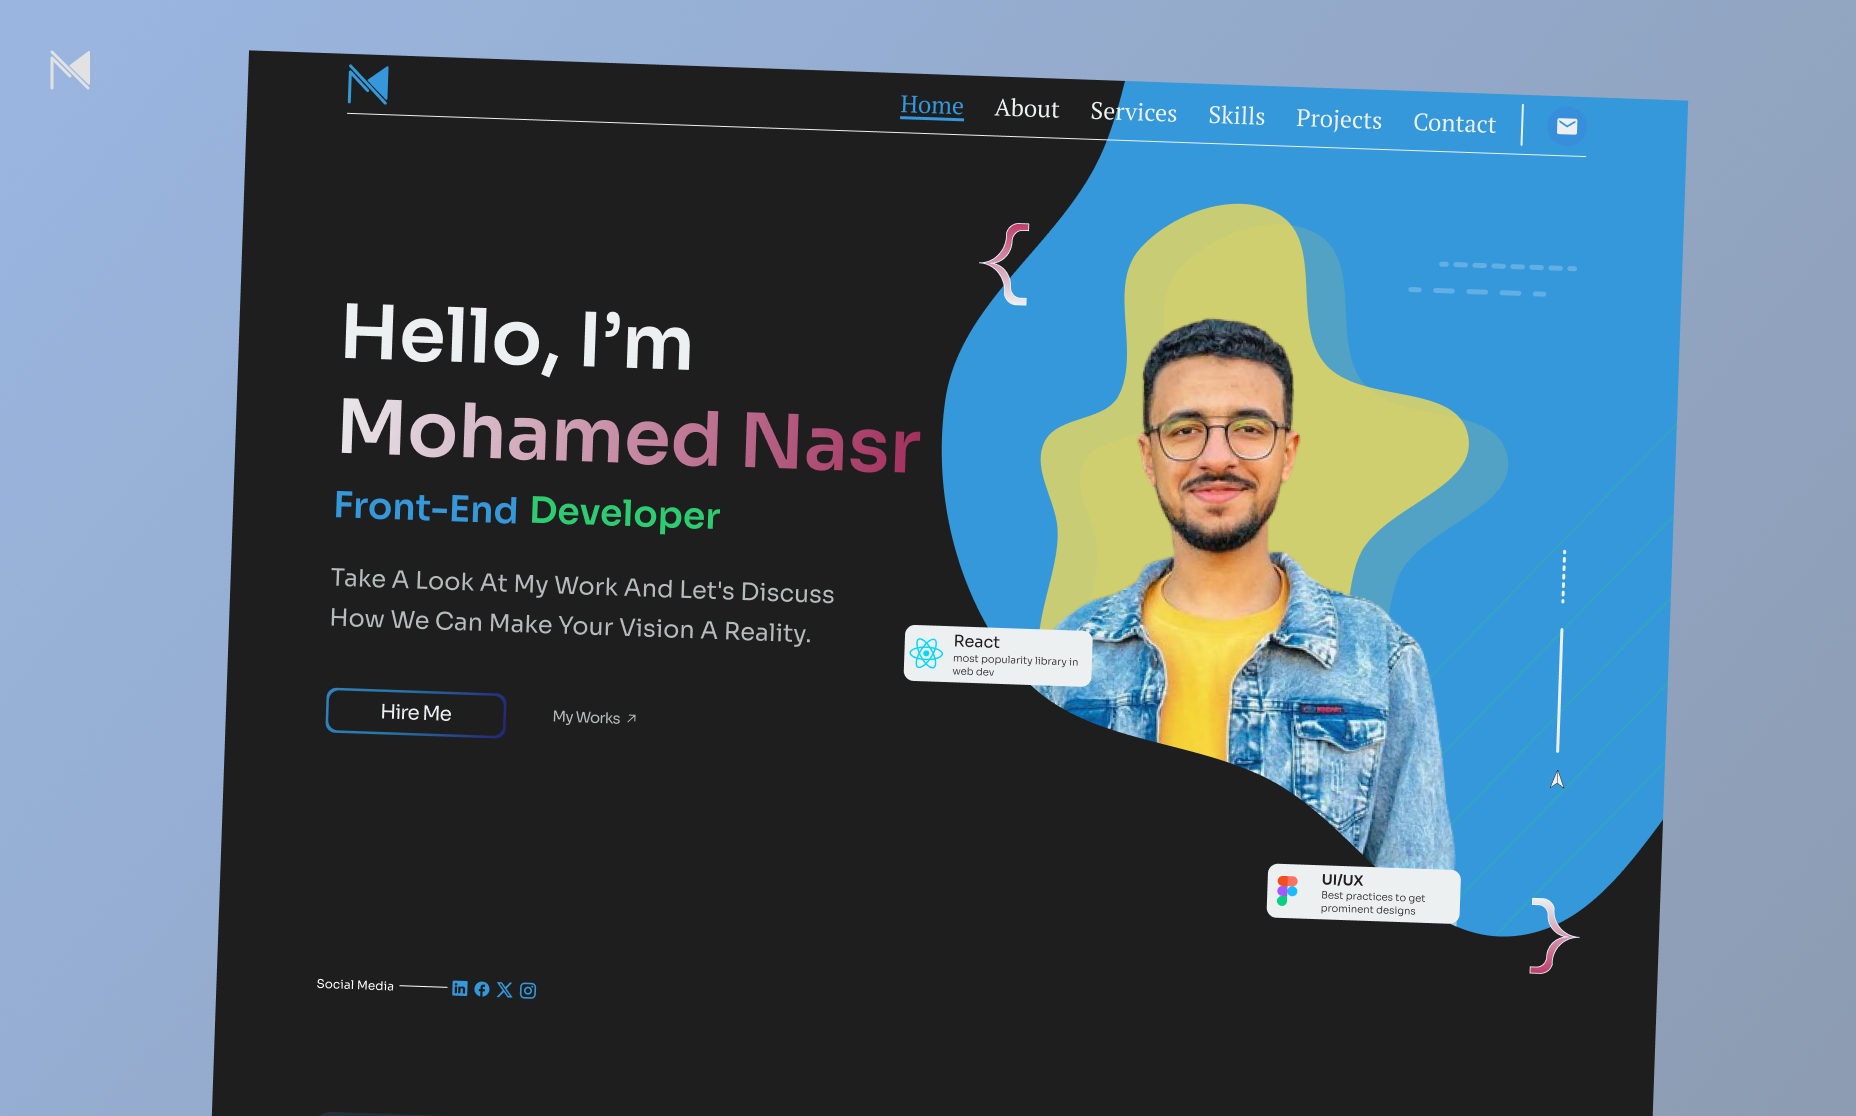 Home About Services Skills Projects Contact
Hello, I’m
Mohamed Nasr
Front-End Developer
Take A Look At My Work And Let's Discuss
How We Can Make Your Vision A Reality.
Hire Me
My Works ↗
React
most popularity library in
web dev
UI/UX
Best practices to get
prominent designs
Social Media